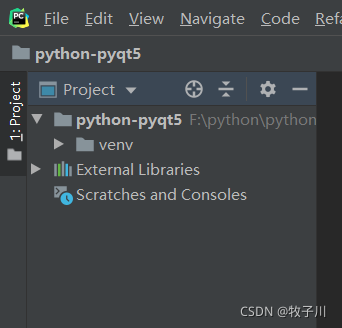 PC File Edit View Navigate Code Refa
python-pyqt5
1: Project
Project
python-pyqt5 F:\python\python
venv
External Libraries
Scratches and Consoles
CSDN @牧子川